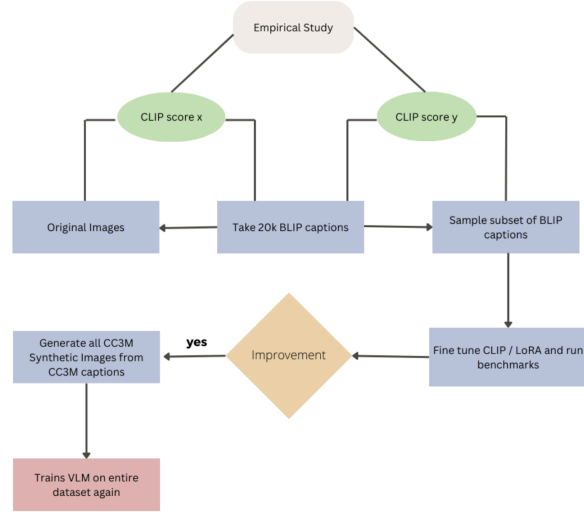 Empirical Study
CLIP score x
CLIP score y
Original Images
Take 20k BLIP captions
Sample subset of BLIP
captions
Generate all CC3M
Synthetic Images from
CC3M captions
yes
Improvement
Fine tune CLIP / LoRA and run
benchmarks
Trains VLM on entire
dataset again